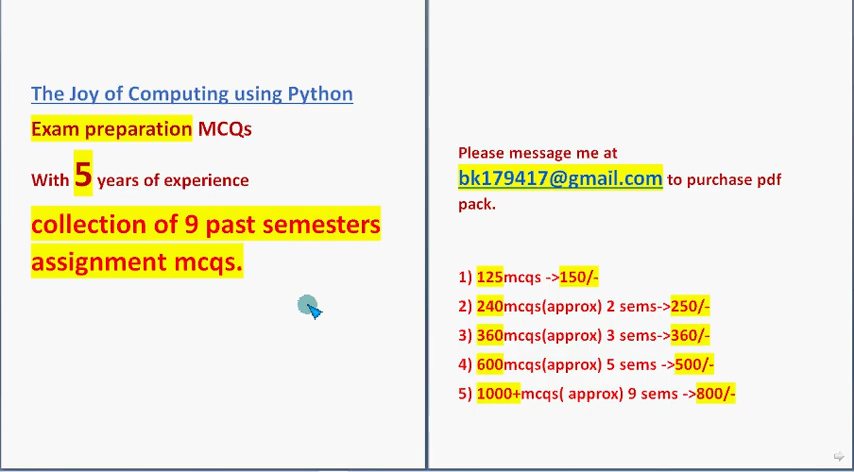 The Joy of Computing using Python
Exam preparation MCQs
With 5 years of experience
collection of 9 past semesters
assignment mcqs.
Please message me at
bk179417@gmail.com to purchase pdf
pack.
1) 125mcqs ->150/-
2) 240mcqs(approx) 2 sems->250/-
3) 360mcqs(approx) 3 sems->360/-
4) 600mcqs(approx) 5 sems ->500/-
5) 1000+mcqs( approx) 9 sems ->800/-